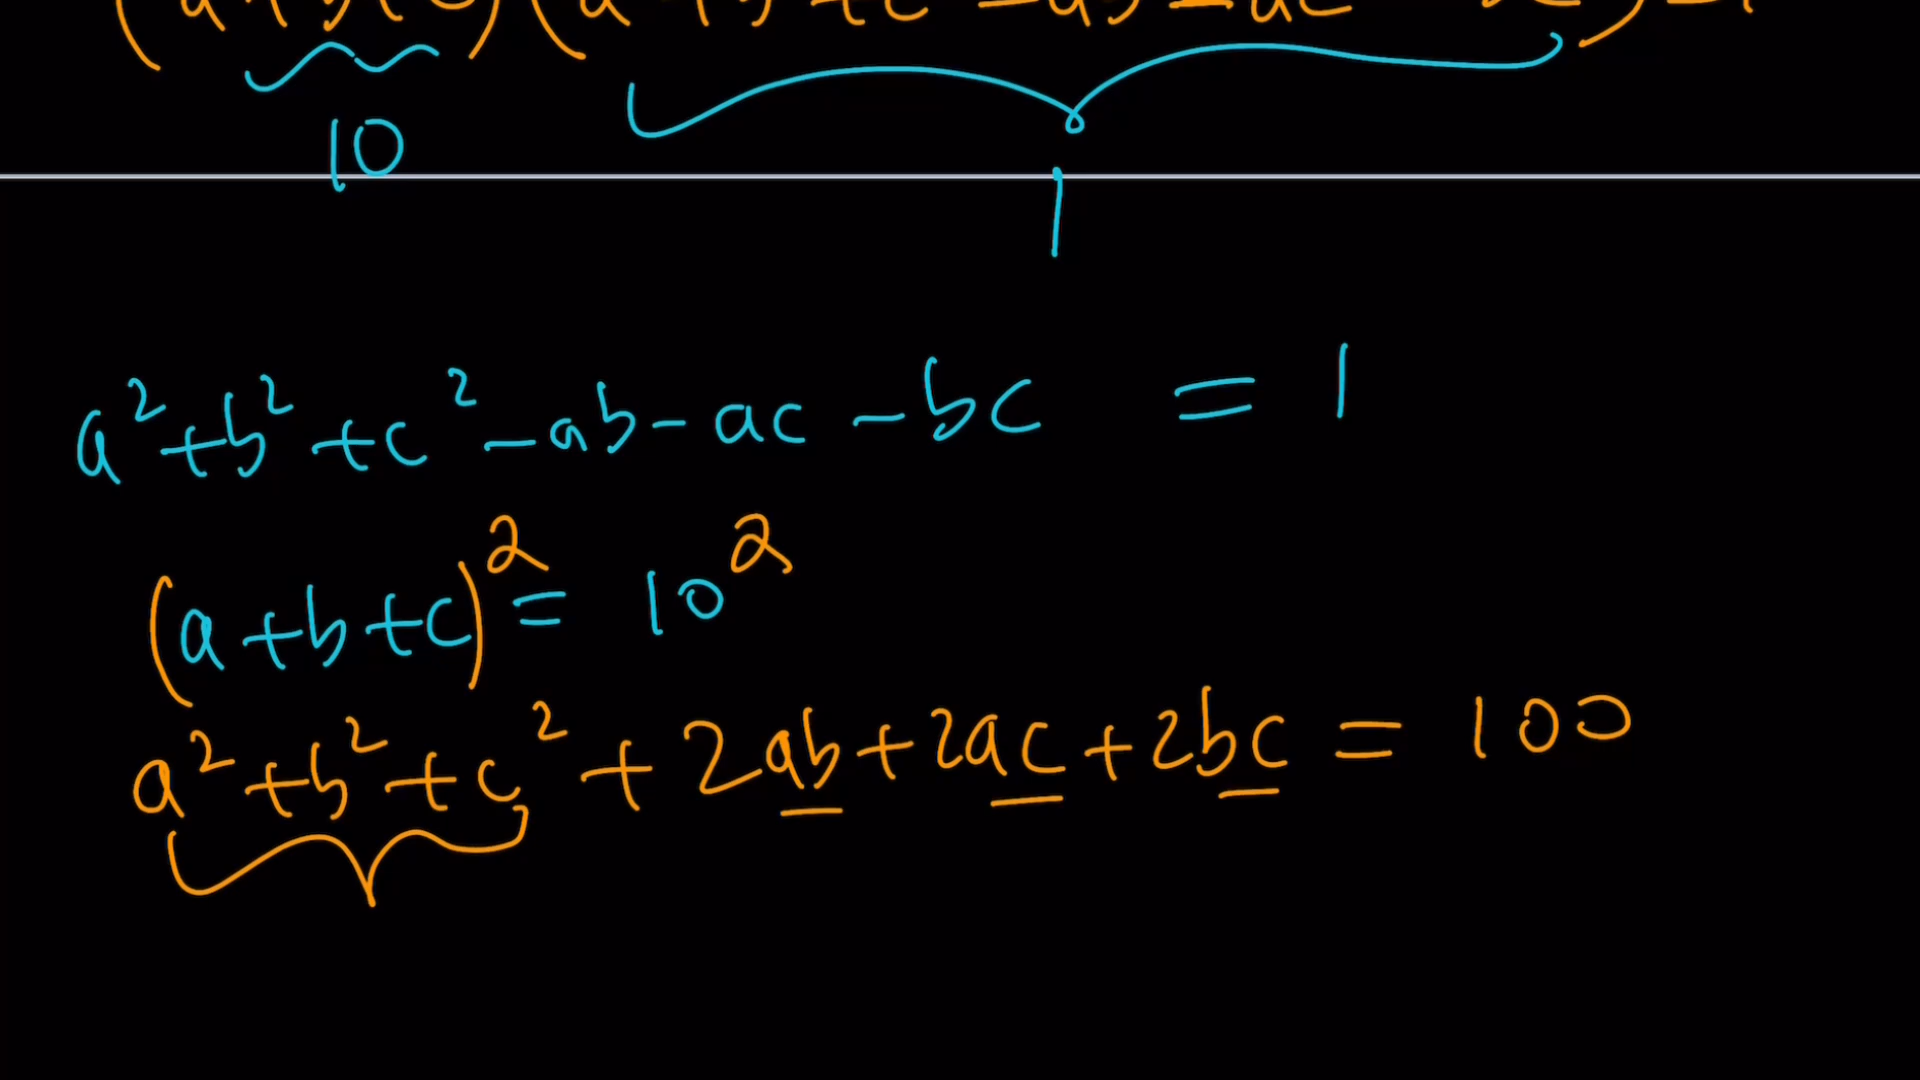 10
1
a²+b²+c²-ab-ac-bc = 1
(a+b+c)² = 10²
a²+b²+c²+2ab+2ac+2bc = 100